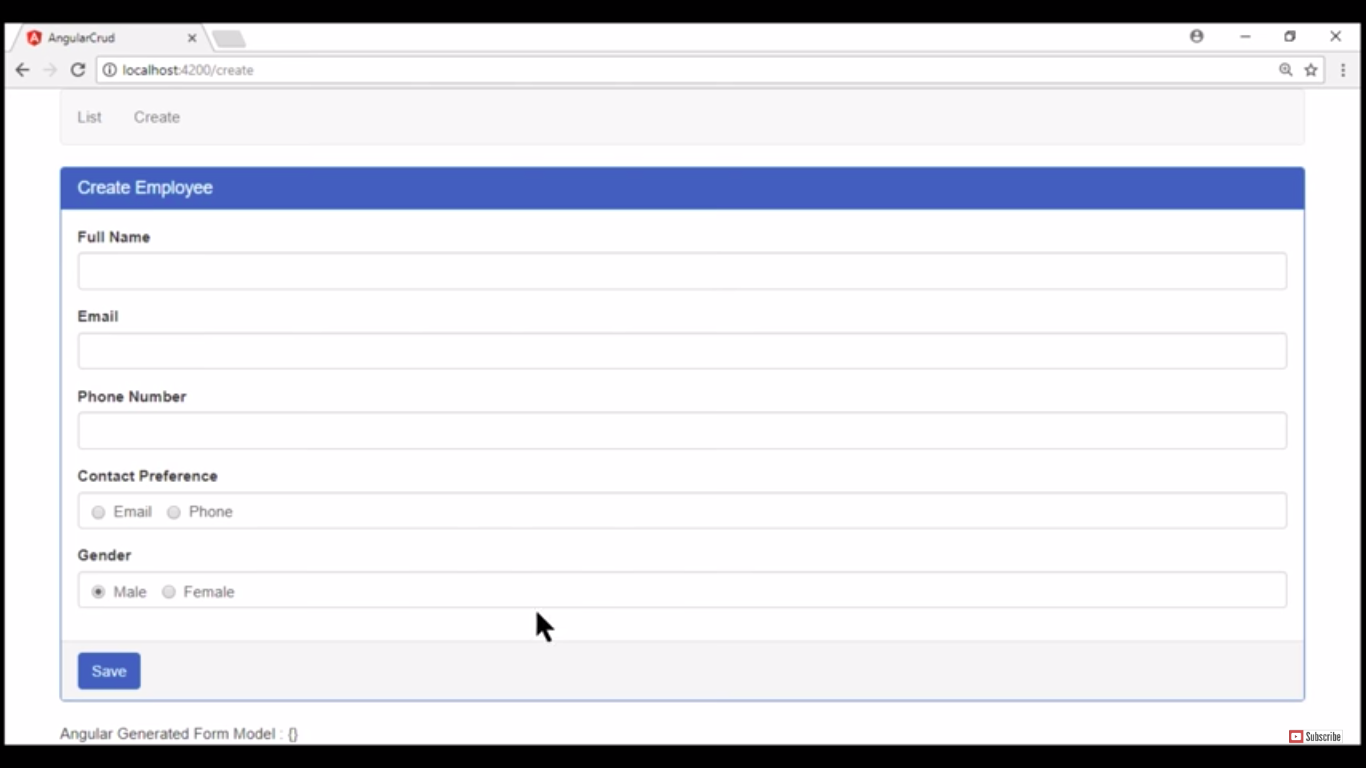 AngularCrud
localhost:4200/create
List Create
Create Employee
Full Name
Email
Phone Number
Contact Preference
Email Phone
Gender
Male Female
Save
Angular Generated Form Model : {}
Subscribe